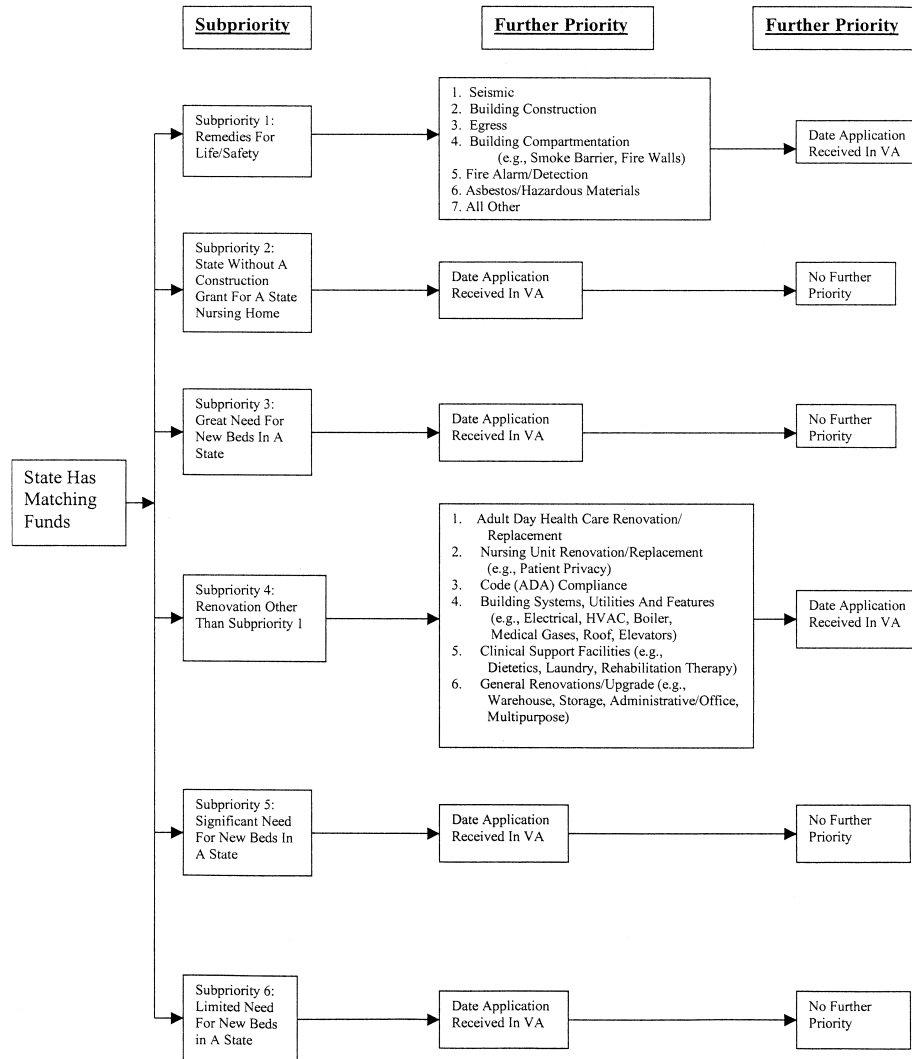 Subpriority
Further Priority
Further Priority
Subpriority 1:
Remedies For
Life/Safety
1. Seismic
2. Building Construction
3. Egress
4. Building Compartmentation
(e.g., Smoke Barrier, Fire Walls)
5. Fire Alarm/Detection
6. Asbestos/Hazardous Materials
7. All Other
Date Application
Received In VA
Subpriority 2:
State Without A
Construction
Grant For A State
Nursing Home
Date Application
Received In VA
No Further
Priority
Subpriority 3:
Great Need For
New Beds In A
State
Date Application
Received In VA
No Further
Priority
State Has
Matching
Funds
Subpriority 4:
Renovation Other
Than Subpriority 1
1. Adult Day Health Care Renovation/
Replacement
2. Nursing Unit Renovation/Replacement
(e.g., Patient Privacy)
3. Code (ADA) Compliance
4. Building Systems, Utilities And Features
(e.g., Electrical, HVAC, Boiler,
Medical Gases, Roof, Elevators)
5. Clinical Support Facilities (e.g.,
Dietetics, Laundry, Rehabilitation Therapy)
6. General Renovations/Upgrade (e.g.,
Warehouse, Storage, Administrative/Office,
Multipurpose)
Date Application
Received In VA
Subpriority 5:
Significant Need
For New Beds In
A State
Date Application
Received In VA
No Further
Priority
Subpriority 6:
Limited Need
For New Beds
in A State
Date Application
Received In VA
No Further
Priority